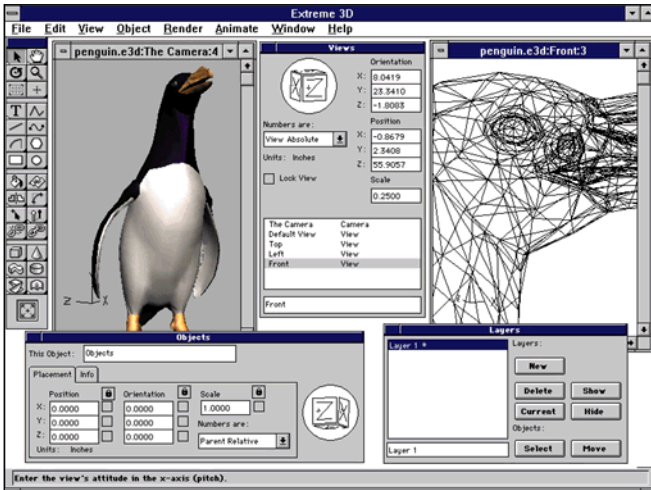 Extreme 3D
File Edit View Object Render Animate Window Help
penguin.e3d:The Camera:4
Views
Orientation
X: 8.0419
Y: 23.3410
Z: -1.8083
Numbers are:
View Absolute
Position
X: -0.8679
Y: 2.3408
Z: 55.9057
Units: Inches
Lock View
Scale
0.2500
The Camera Camera
Default View View
Top View
Left View
Front View
Front
penguin.e3d:Front:3
T
Z X
Objects
This Object: Objects
Placement Info
Position Orientation Scale
X: 0.0000 0.0000 1.0000
Y: 0.0000 0.0000 Numbers are:
Z: 0.0000 0.0000 Parent Relative
Units: Inches
Z
Layers
Layer 1 *
Layers:
New
Delete Show
Current Hide
Objects:
Layer 1 Select Move
Enter the view's attitude in the x-axis (pitch).